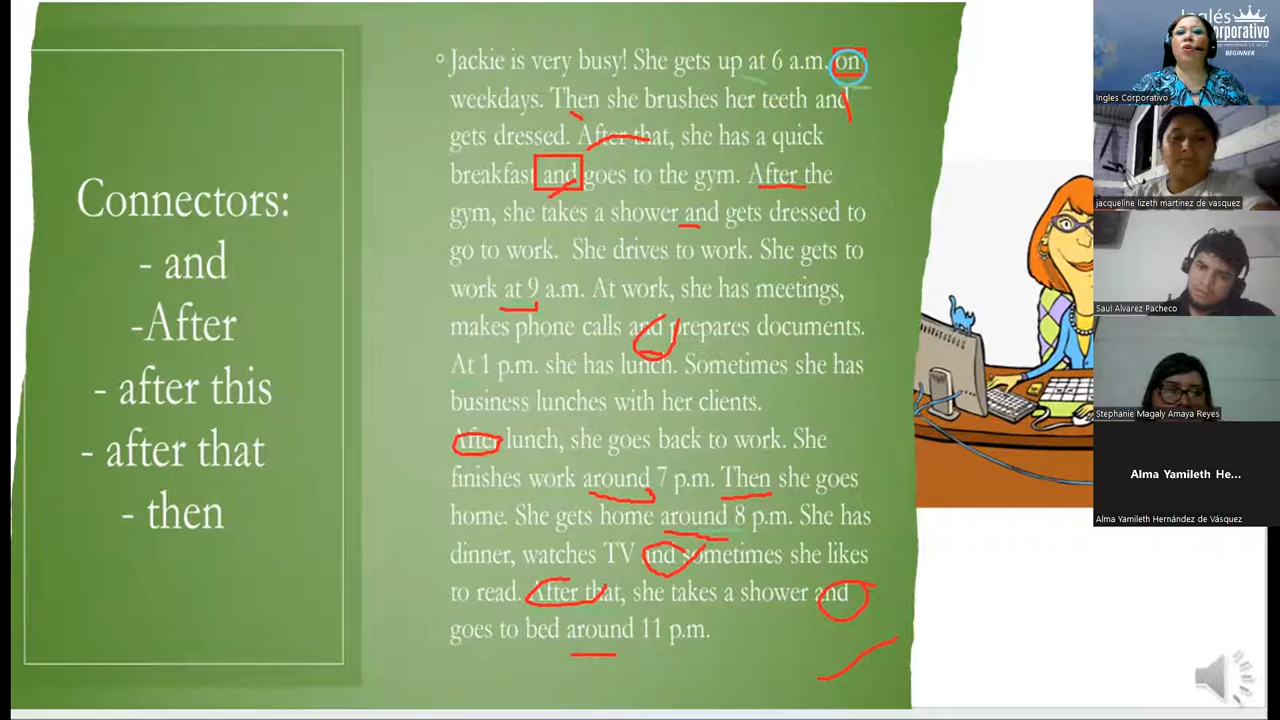 Connectors:
- and
-After
- after this
- after that
- then
Jackie is very busy! She gets up at 6 a.m. on
weekdays. Then she brushes her teeth and
gets dressed. After that, she has a quick
breakfast and goes to the gym. After the
gym, she takes a shower and gets dressed to
go to work. She drives to work. She gets to
work at 9 a.m. At work, she has meetings,
makes phone calls and prepares documents.
At 1 p.m. she has lunch. Sometimes she has
business lunches with her clients.
After lunch, she goes back to work. She
finishes work around 7 p.m. Then she goes
home. She gets home around 8 p.m. She has
dinner, watches TV and sometimes she likes
to read. After that, she takes a shower and
goes to bed around 11 p.m.
Inglés
Corporativo
BEGINNER
Ingles Corporativo
jacqueline lizeth martinez de vasquez
Saul Alvarez Pacheco
Stephanie Magaly Amaya Reyes
Alma Yamileth He...
Alma Yamileth Hernández de Vásquez